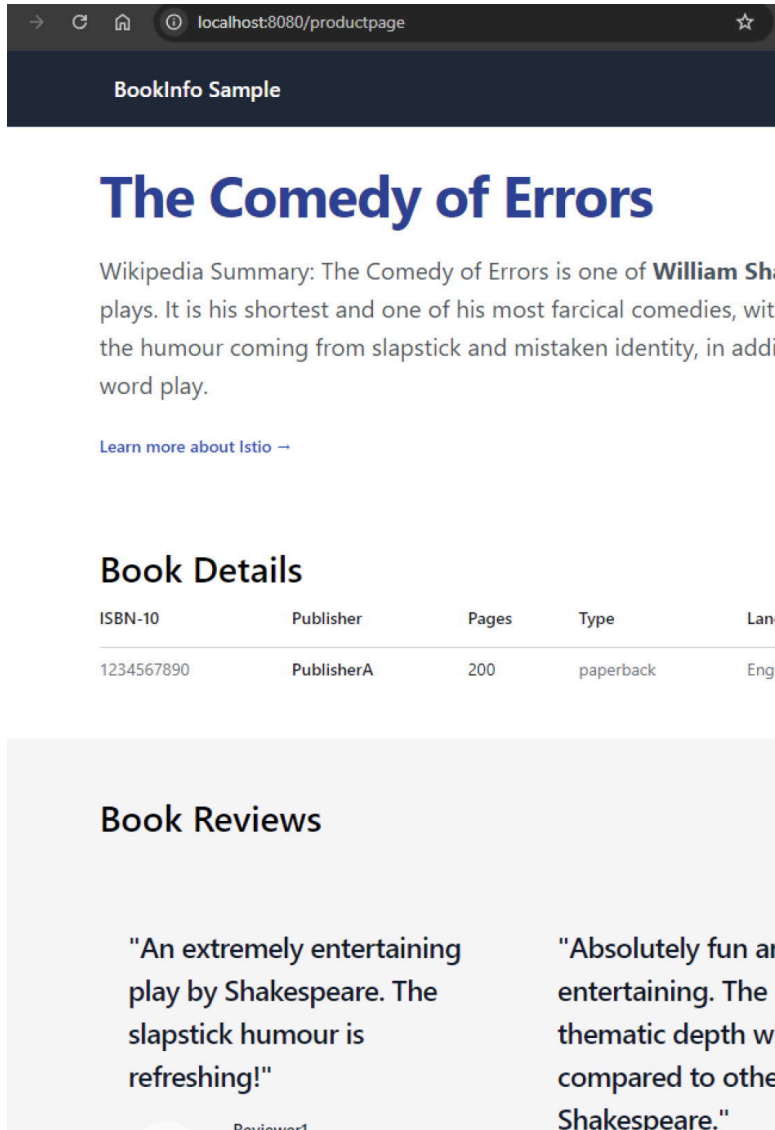 localhost:8080/productpage
BookInfo Sample
The Comedy of Errors
Wikipedia Summary: The Comedy of Errors is one of William
plays. It is his shortest and one of his most farcical comedies,
the humour coming from slapstick and mistaken identity, in
word play.
Learn more about Istio →
Book Details
ISBN-10 Publisher Pages Type
1234567890 PublisherA 200 paperback
Book Reviews
"An extremely entertaining
play by Shakespeare. The
slapstick humour is
refreshing!"
Reviewer1
"Absolutely fun
entertaining. The
thematic depth
compared to
Shakespeare."